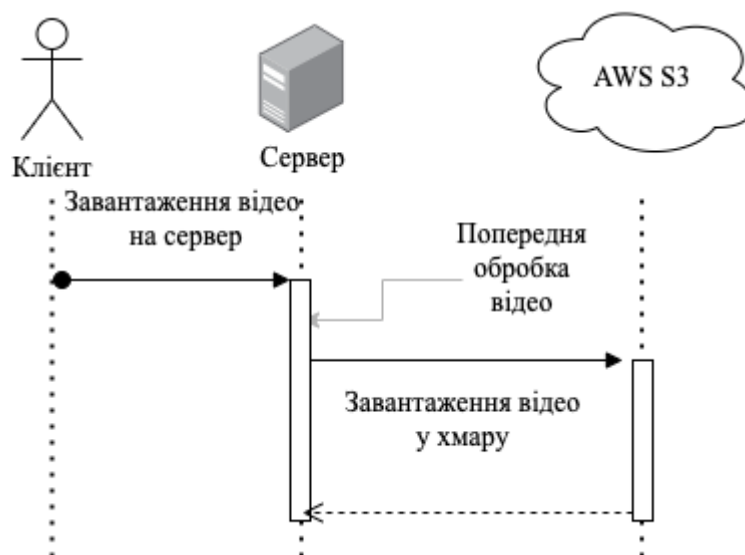 AWS S3
Клієнт
Сервер
Завантаження відео
на сервер
Попередня
обробка
відео
Завантаження відео
у хмару